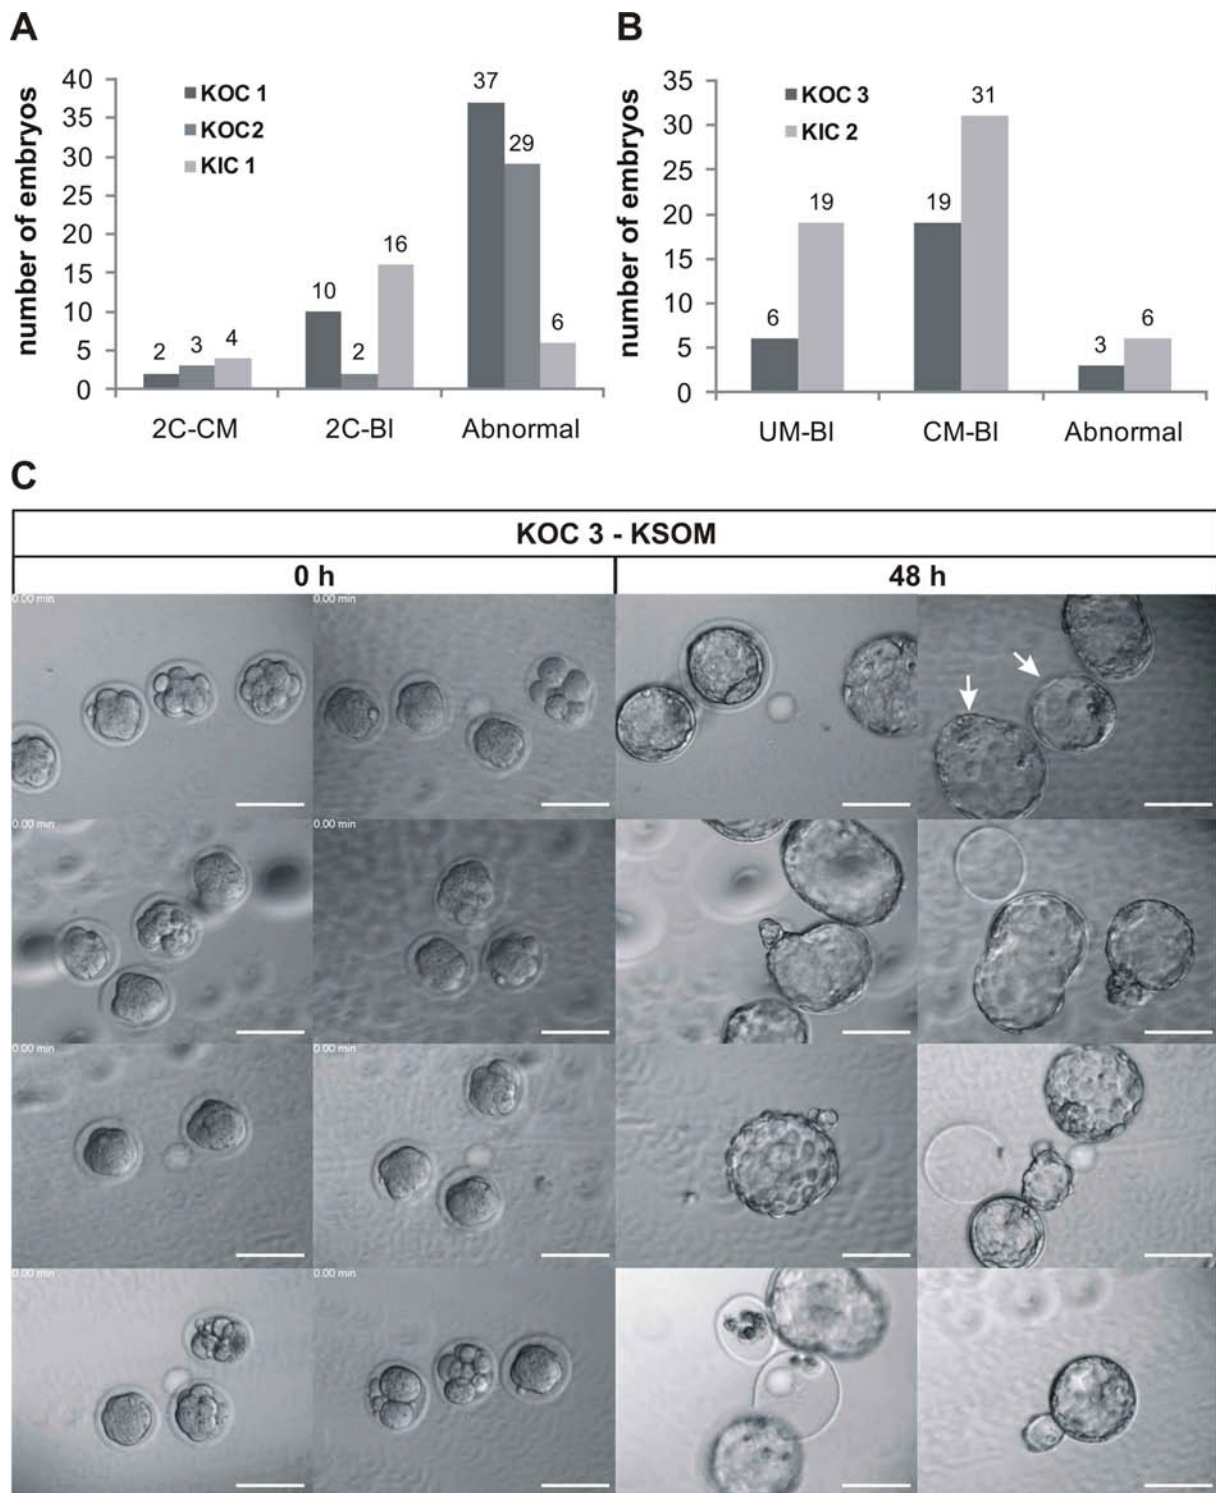 A
B
number of embryos
40
35
30
25
20
15
10
5
0
KOC 1
KOC2
KIC 1
2
3
4
10
2
16
37
29
6
2C-CM
2C-Bl
Abnormal
number of embryos
35
30
25
20
15
10
5
0
KOC 3
KIC 2
6
19
19
31
3
6
UM-Bl
CM-Bl
Abnormal
C
KOC 3 - KSOM
0 h
48 h
0.00 min
0.00 min
0.00 min
0.00 min
0.00 min
0.00 min
0.00 min
0.00 min